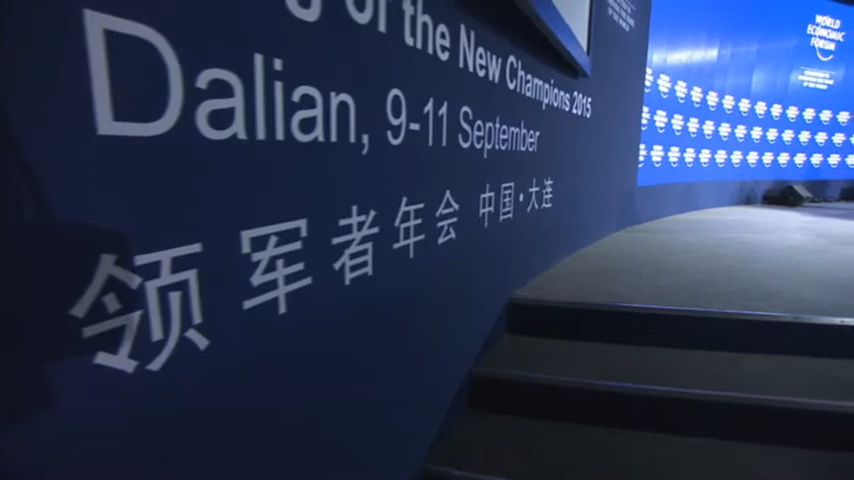 of the New Champions 2015
Dalian, 9-11 September
领军者年会 中国·大连
WORLD
ECONOMIC
FORUM